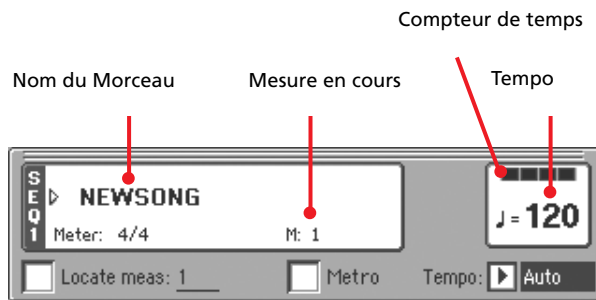 Compteur de temps
Nom du Morceau Mesure en cours Tempo
SEQ1
NEWSONG
♩=120
Meter: 4/4 M: 1
Locate meas: 1 Metro Tempo: Auto